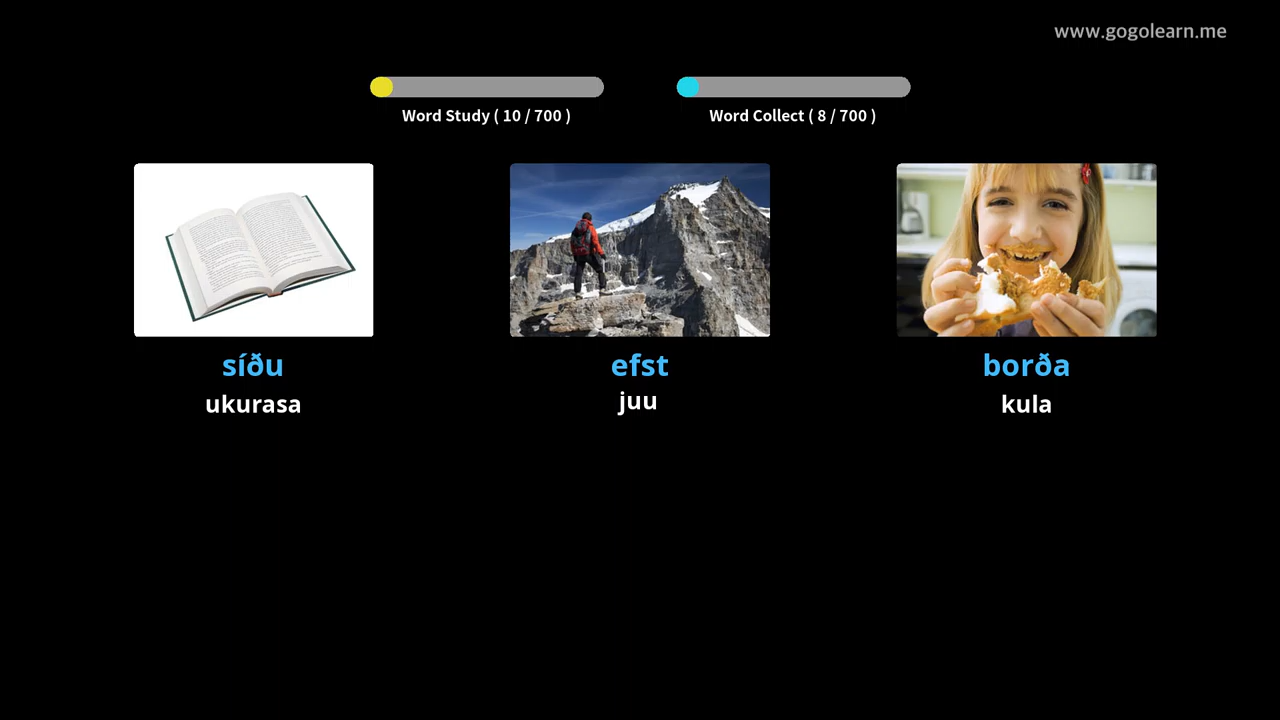 www.gogolearn.me
Word Study ( 10 / 700 )
Word Collect ( 8 / 700 )
síðu
efst
borða
ukurasa
juu
kula